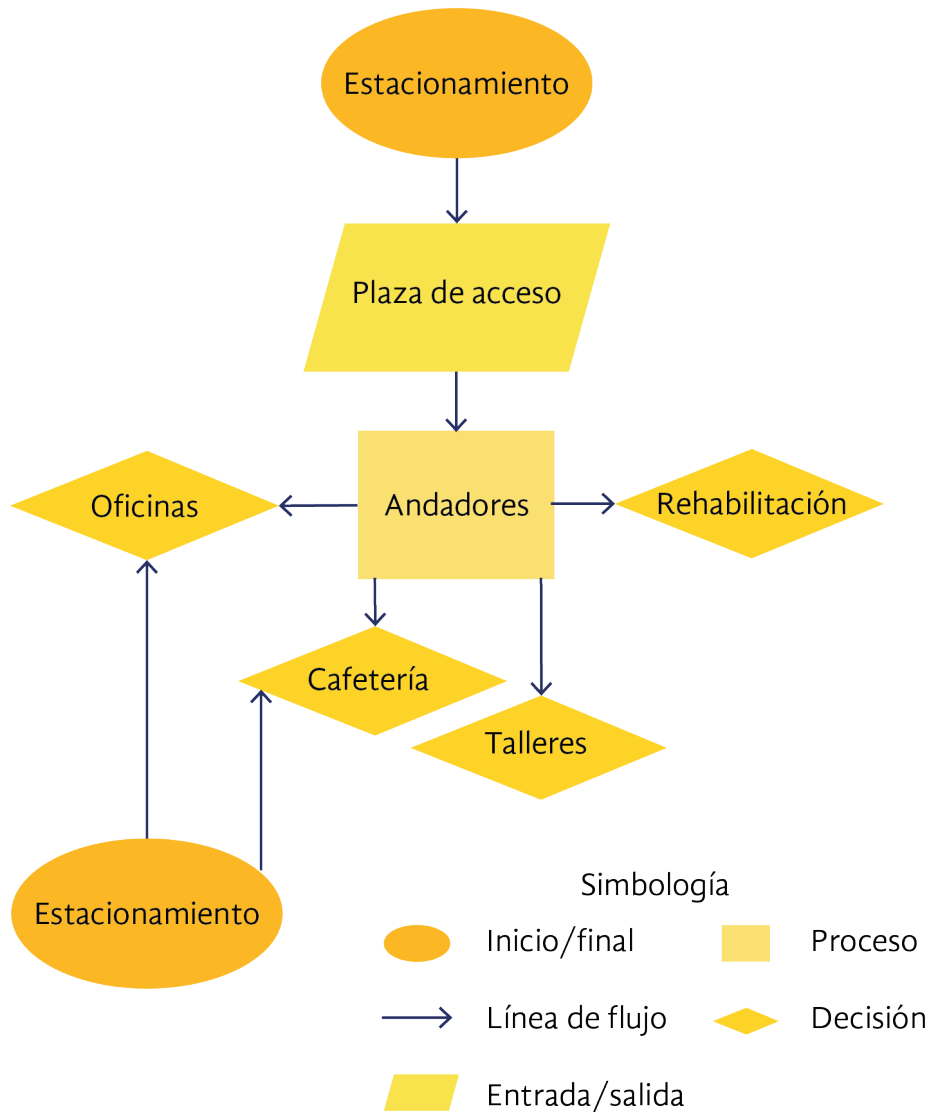 Estacionamiento
Plaza de acceso
Andadores
Oficinas
Rehabilitación
Cafetería
Talleres
Estacionamiento
Simbología
Inicio/final
Proceso
Línea de flujo
Decisión
Entrada/salida